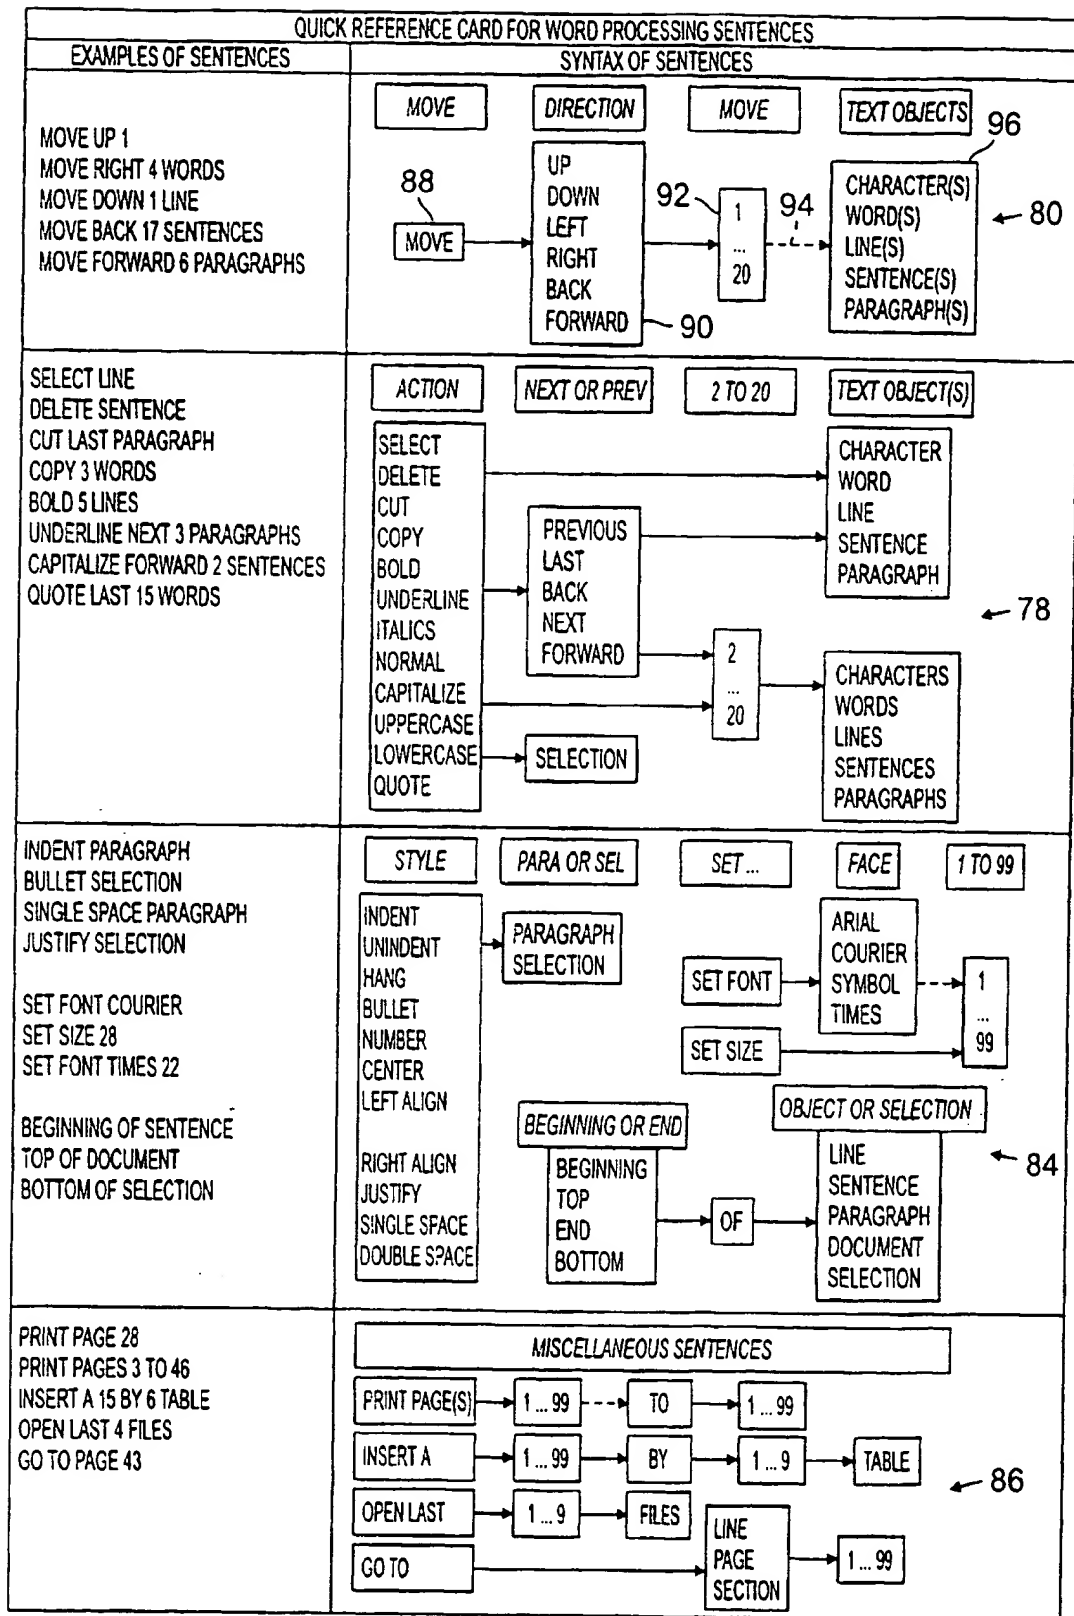 QUICK REFERENCE CARD FOR WORD PROCESSING SENTENCES
EXAMPLES OF SENTENCES
SYNTAX OF SENTENCES
MOVE UP 1
MOVE RIGHT 4 WORDS
MOVE DOWN 1 LINE
MOVE BACK 17 SENTENCES
MOVE FORWARD 6 PARAGRAPHS
MOVE
DIRECTION
MOVE
TEXT OBJECTS
88
MOVE
UP
DOWN
LEFT
RIGHT
BACK
FORWARD
90
92
1
...
20
94
96
CHARACTER(S)
WORD(S)
LINE(S)
SENTENCE(S)
PARAGRAPH(S)
80
SELECT LINE
DELETE SENTENCE
CUT LAST PARAGRAPH
COPY 3 WORDS
BOLD 5 LINES
UNDERLINE NEXT 3 PARAGRAPHS
CAPITALIZE FORWARD 2 SENTENCES
QUOTE LAST 15 WORDS
ACTION
NEXT OR PREV
2 TO 20
TEXT OBJECT(S)
SELECT
DELETE
CUT
COPY
BOLD
UNDERLINE
ITALICS
NORMAL
CAPITALIZE
UPPERCASE
LOWERCASE
QUOTE
PREVIOUS
LAST
BACK
NEXT
FORWARD
SELECTION
2
...
20
CHARACTER
WORD
LINE
SENTENCE
PARAGRAPH
78
CHARACTERS
WORDS
LINES
SENTENCES
PARAGRAPHS
INDENT PARAGRAPH
BULLET SELECTION
SINGLE SPACE PARAGRAPH
JUSTIFY SELECTION
SET FONT COURIER
SET SIZE 28
SET FONT TIMES 22
BEGINNING OF SENTENCE
TOP OF DOCUMENT
BOTTOM OF SELECTION
STYLE
PARA OR SEL
SET ...
FACE
1 TO 99
INDENT
UNINDENT
HANG
BULLET
NUMBER
CENTER
LEFT ALIGN
RIGHT ALIGN
JUSTIFY
SINGLE SPACE
DOUBLE SPACE
PARAGRAPH
SELECTION
SET FONT
SET SIZE
ARIAL
COURIER
SYMBOL
TIMES
1
...
99
BEGINNING OR END
BEGINNING
TOP
END
BOTTOM
OF
OBJECT OR SELECTION
LINE
SENTENCE
PARAGRAPH
DOCUMENT
SELECTION
84
PRINT PAGE 28
PRINT PAGES 3 TO 46
INSERT A 15 BY 6 TABLE
OPEN LAST 4 FILES
GO TO PAGE 43
MISCELLANEOUS SENTENCES
PRINT PAGE(S)
1 ... 99
TO
1 ... 99
INSERT A
1 ... 99
BY
1 ... 9
TABLE
OPEN LAST
1 ... 9
FILES
GO TO
LINE
PAGE
SECTION
1 ... 99
86